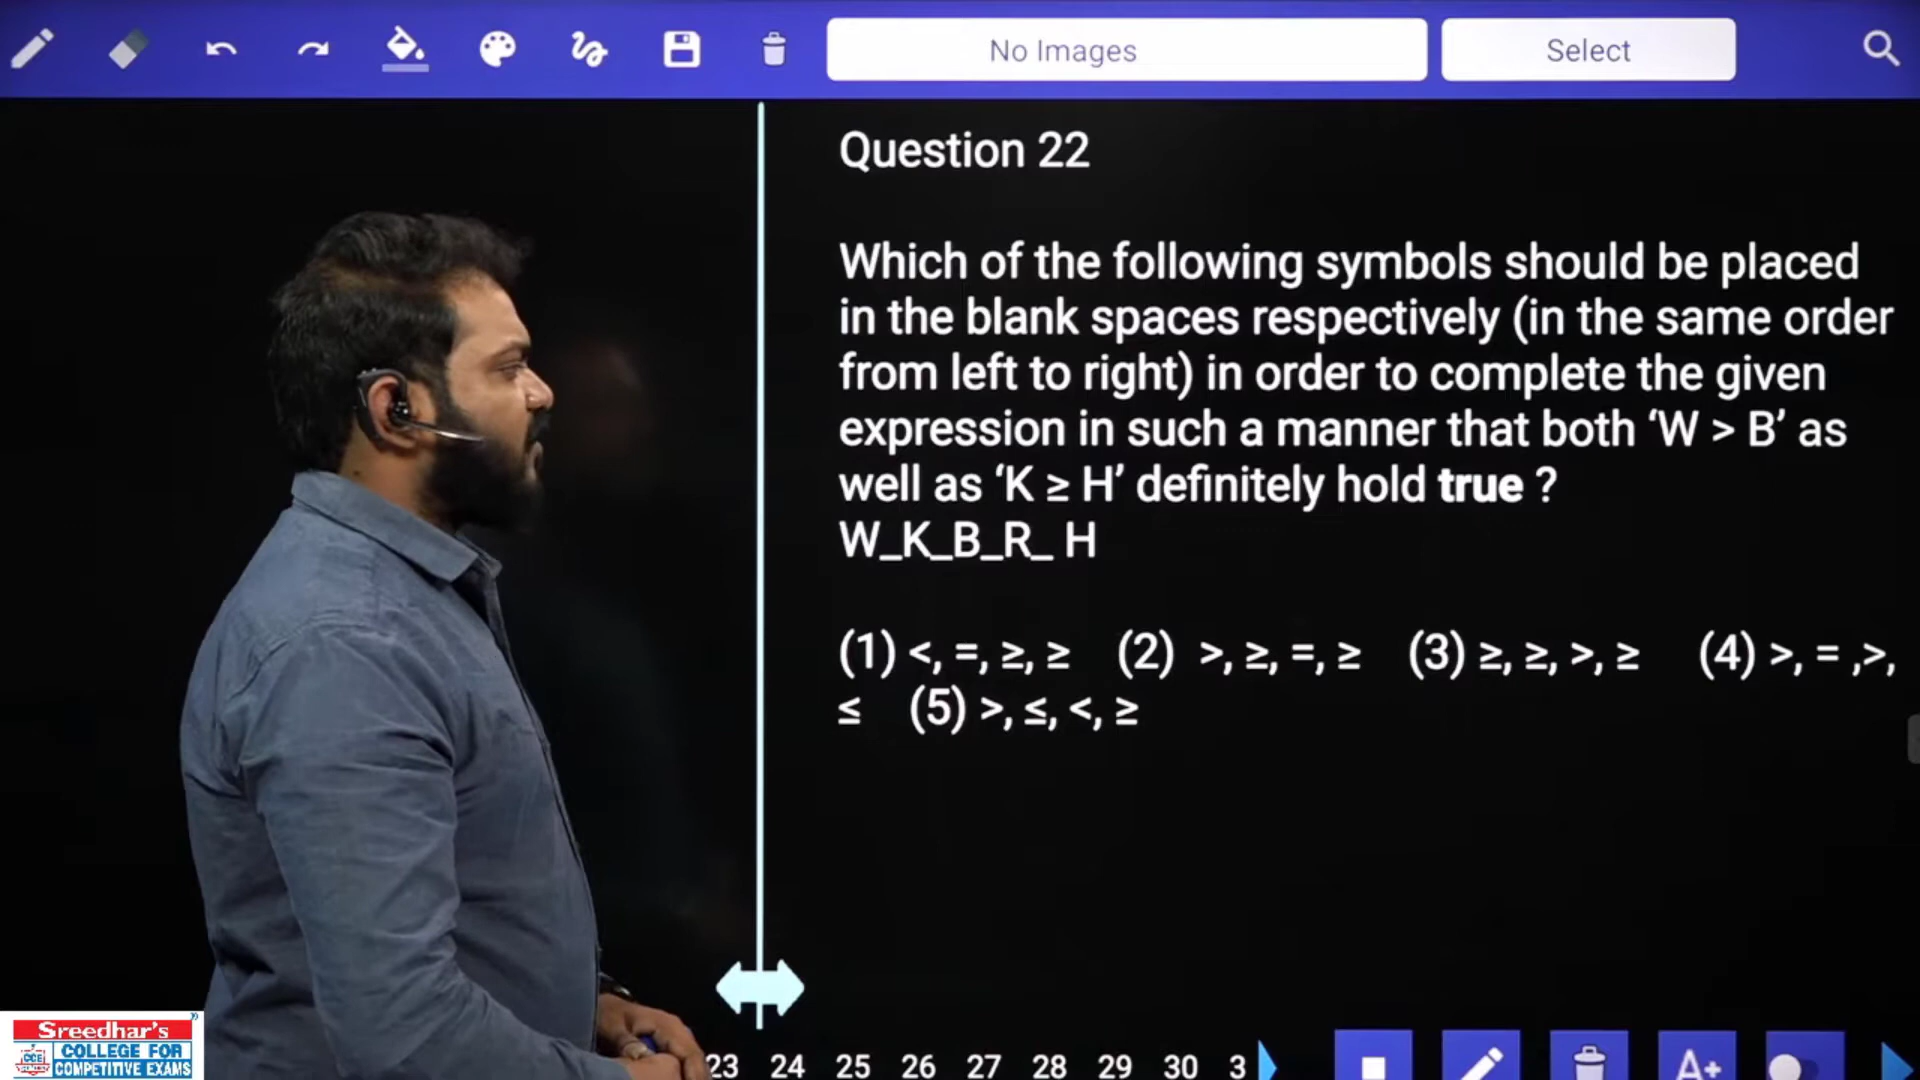 No Images
Select
Question 22
Which of the following symbols should be placed
in the blank spaces respectively (in the same order
from left to right) in order to complete the given
expression in such a manner that both ‘W > B’ as
well as ‘K ≥ H’ definitely hold true ?
W_K_B_R_ H
(1) <, =, ≥, ≥ (2) >, ≥, =, ≥ (3) ≥, ≥, >, ≥ (4) >, = ,>,
≤ (5) >, ≤, <, ≥
23 24 25 26 27 28 29 30 3
A+
Sreedhar's
CCE
COLLEGE FOR
COMPETITIVE EXAMS